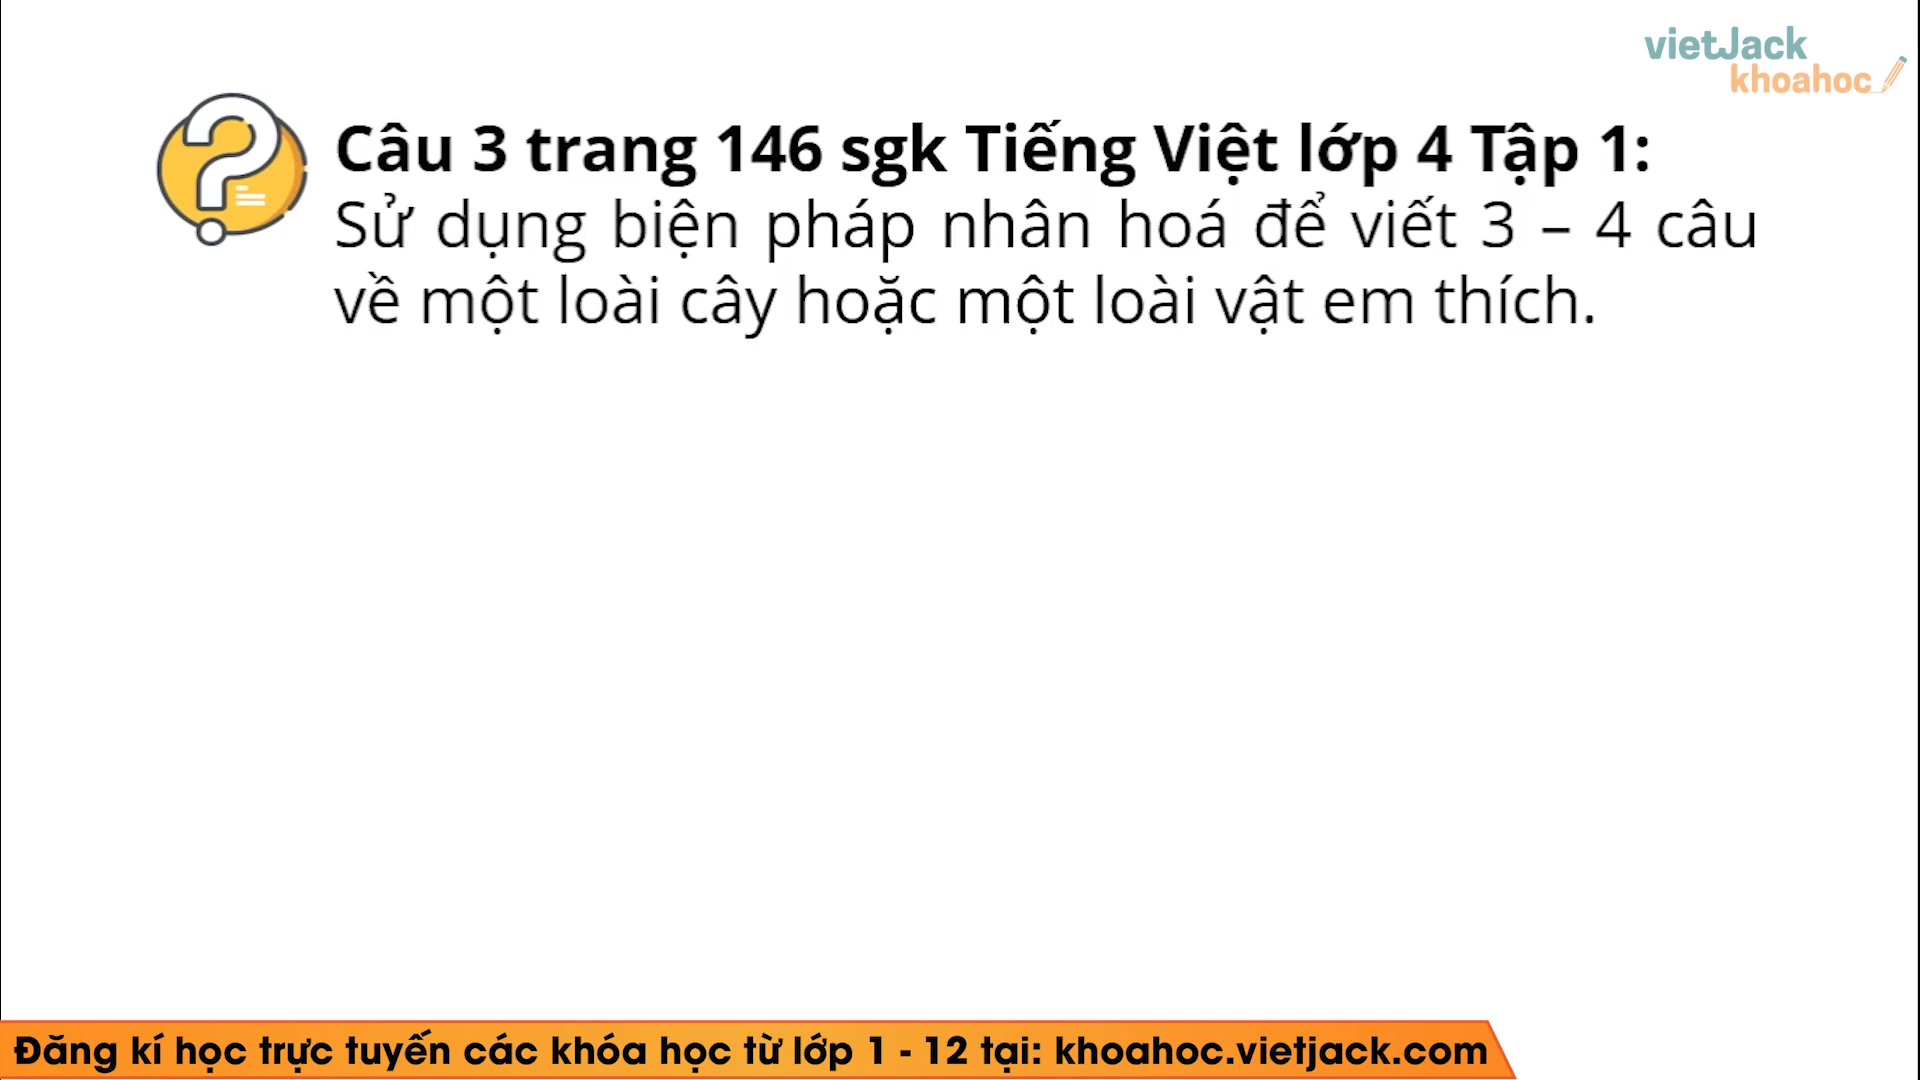 vietJack
khoahoc
Câu 3 trang 146 sgk Tiếng Việt lớp 4 Tập 1:
Sử dụng biện pháp nhân hoá để viết 3 – 4 câu
về một loài cây hoặc một loài vật em thích.
Đăng kí học trực tuyến các khóa học từ lớp 1 - 12 tại: khoahoc.vietjack.com